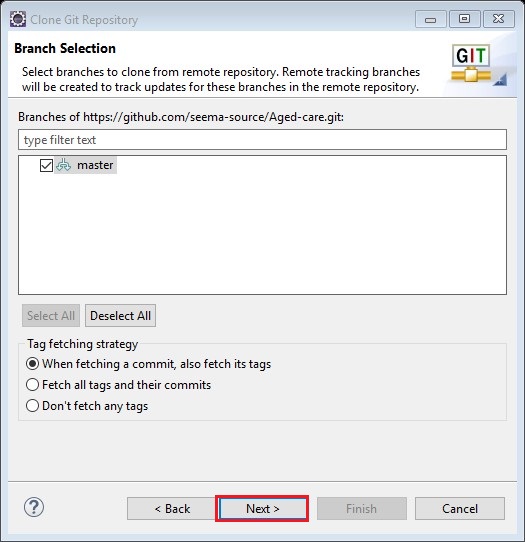 Clone Git Repository
Branch Selection
Select branches to clone from remote repository. Remote tracking branches
will be created to track updates for these branches in the remote repository.
GIT
Branches of https://github.com/seema-source/Aged-care.git:
type filter text
master
Select All Deselect All
Tag fetching strategy
When fetching a commit, also fetch its tags
Fetch all tags and their commits
Don't fetch any tags
? < Back Next > Finish Cancel